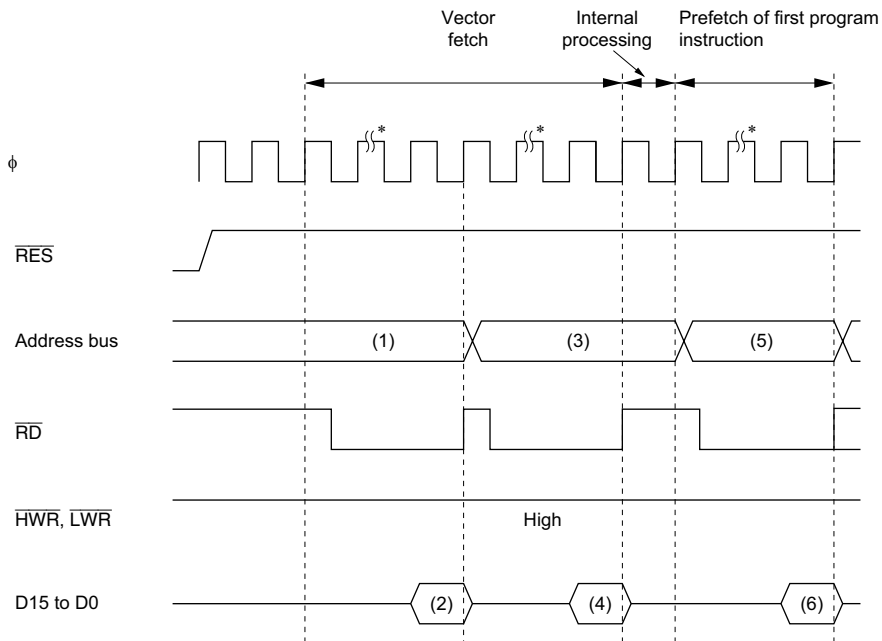 Vector
fetch
Internal
processing
Prefetch of first program
instruction
* * *
ϕ
RES
Address bus (1) (3) (5)
RD
HWR, LWR High
D15 to D0 (2) (4) (6)